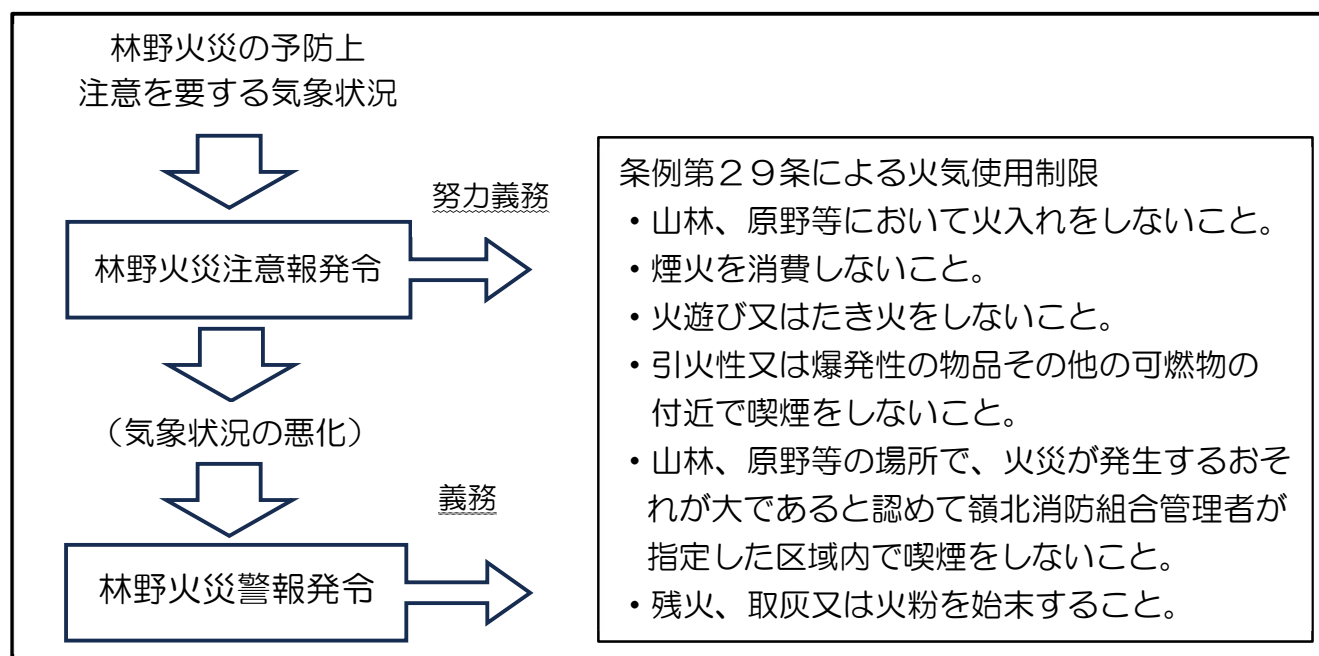 林野火災の予防上
注意を要する気象状況
努力義務
林野火災注意報発令
（気象状況の悪化）
義務
林野火災警報発令
条例第２９条による火気使用制限
・山林、原野等において火入れをしないこと。
・煙火を消費しないこと。
・火遊び又はたき火をしないこと。
・引火性又は爆発性の物品その他の可燃物の
付近で喫煙をしないこと。
・山林、原野等の場所で、火災が発生するおそ
れが大であると認めて嶺北消防組合管理者が
指定した区域内で喫煙をしないこと。
・残火、取灰又は火粉を始末すること。